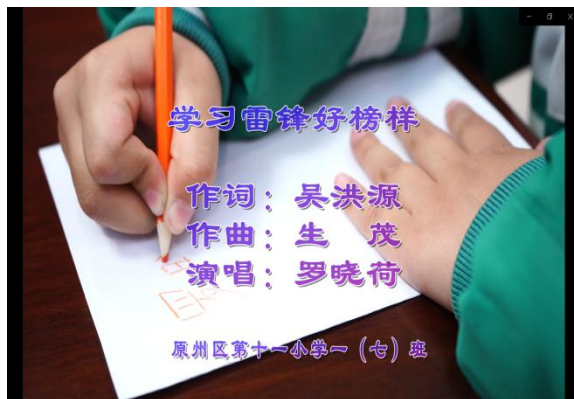 学习雷锋好榜样
作词：吴洪源
作曲：生　茂
演唱：罗晓荷
原州区第十一小学一（七）班